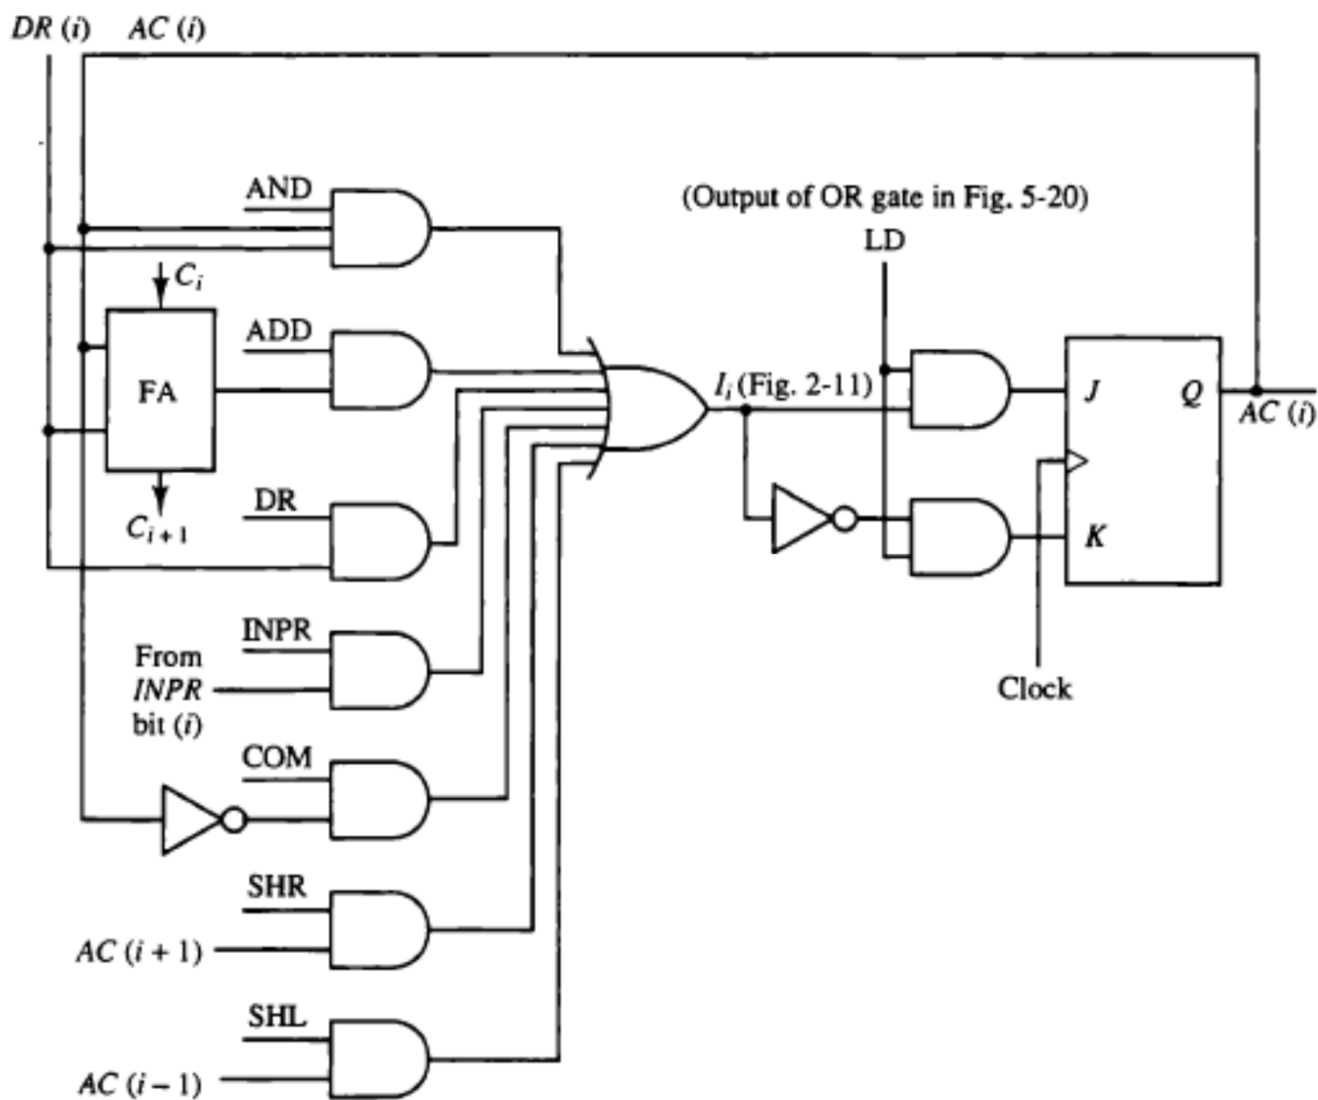 DR (i)
AC (i)
AND
(Output of OR gate in Fig. 5-20)
LD
C_i
ADD
FA
I_i (Fig. 2-11)
J
Q
AC (i)
DR
C_{i+1}
K
INPR
From
INPR
bit (i)
Clock
COM
SHR
AC (i + 1)
SHL
AC (i – 1)